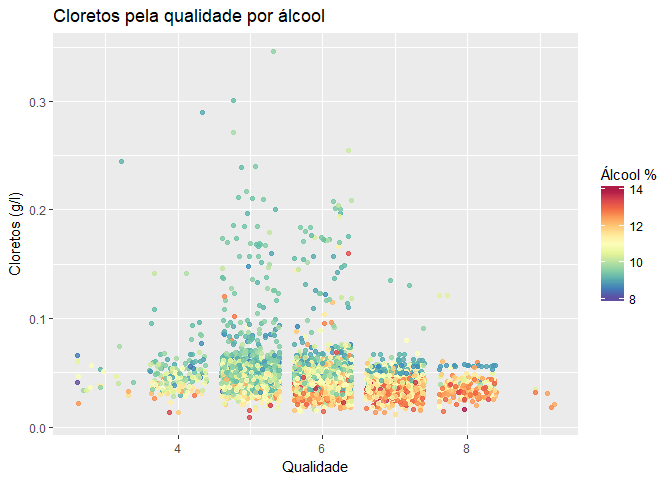 Cloretos pela qualidade por álcool
Cloretos (g/l)
0.3
0.2
0.1
0.0
4
6
8
Qualidade
Álcool %
14
12
10
8